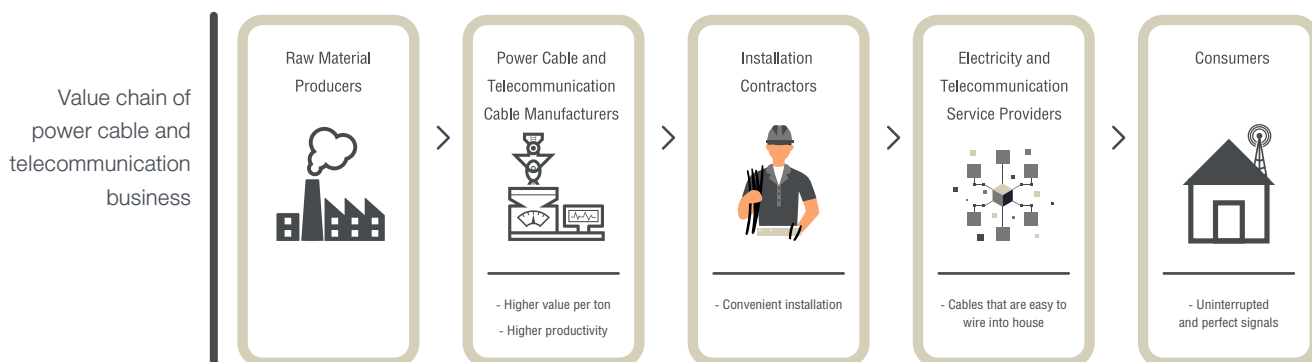 Value chain of
power cable and
telecommunication
business
Raw Material
Producers
Power Cable and
Telecommunication
Cable Manufacturers
- Higher value per ton
- Higher productivity
Installation
Contractors
- Convenient installation
Electricity and
Telecommunication
Service Providers
- Cables that are easy to
wire into house
Consumers
- Uninterrupted
and perfect signals